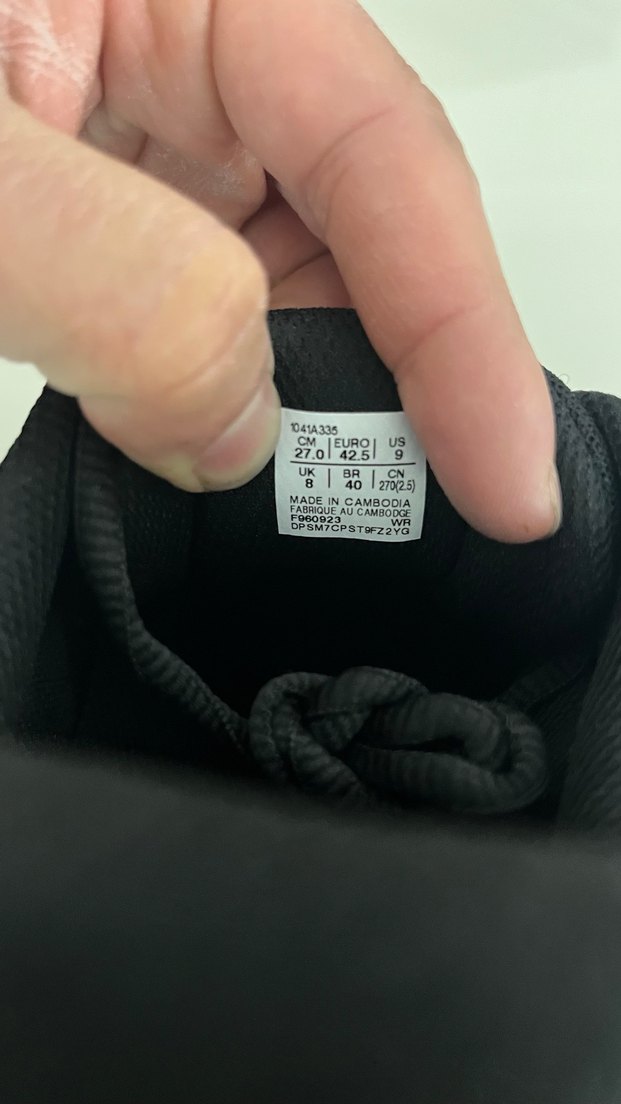 1041A335
CM | EURO | US
27.0 | 42.5 | 9
UK | BR | CN
8 | 40 | 270(2.5)
MADE IN CAMBODIA
FABRIQUE AU CAMBODGE
F960923 WR
DPSM7CPST9FZ2YG